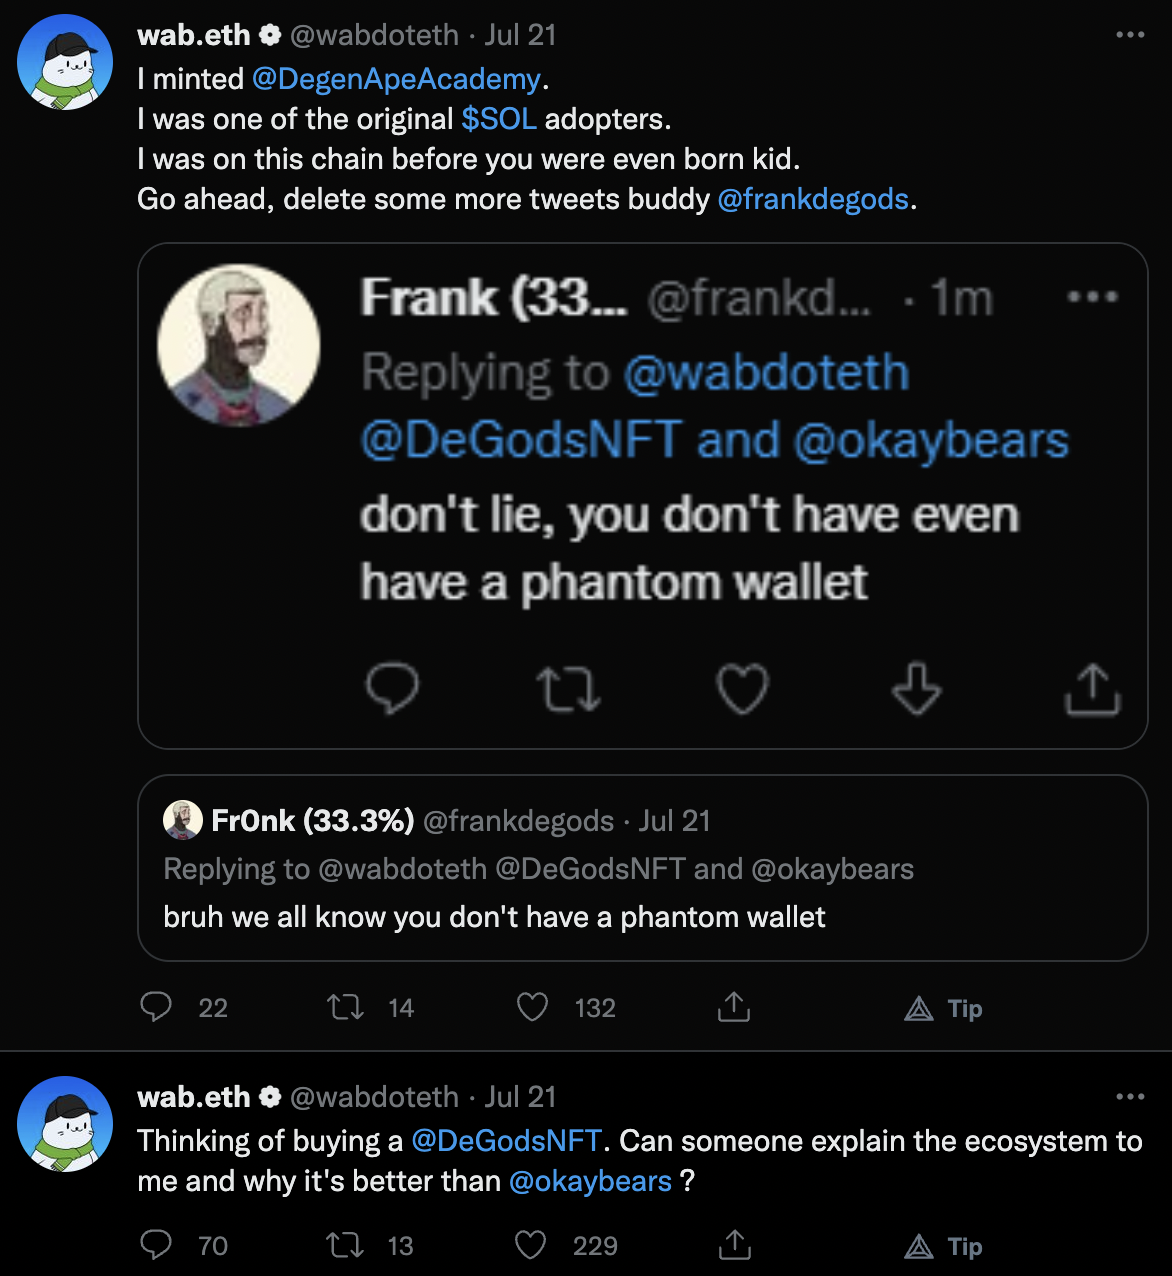 wab.eth @wabdoteth · Jul 21
I minted @DegenApeAcademy.
I was one of the original $SOL adopters.
I was on this chain before you were even born kid.
Go ahead, delete some more tweets buddy @frankdegods.
Frank (33... @frankd... · 1m
Replying to @wabdoteth
@DeGodsNFT and @okaybears
don't lie, you don't have even
have a phantom wallet
Fr0nk (33.3%) @frankdegods · Jul 21
Replying to @wabdoteth @DeGodsNFT and @okaybears
bruh we all know you don't have a phantom wallet
22 14 132 Tip
wab.eth @wabdoteth · Jul 21
Thinking of buying a @DeGodsNFT. Can someone explain the ecosystem to
me and why it's better than @okaybears ?
70 13 229 Tip